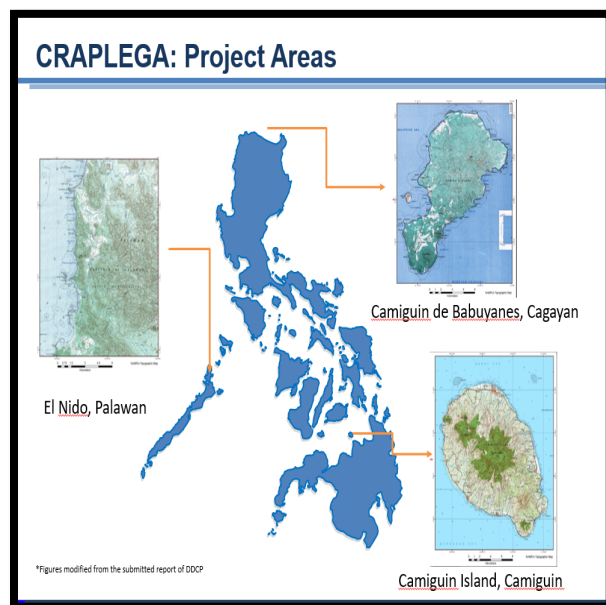 CRAPLEGA: Project Areas
Camiguin de Babuyanes, Cagayan
El Nido, Palawan
*Figures modified from the submitted report of DDCP
Camiguin Island, Camiguin